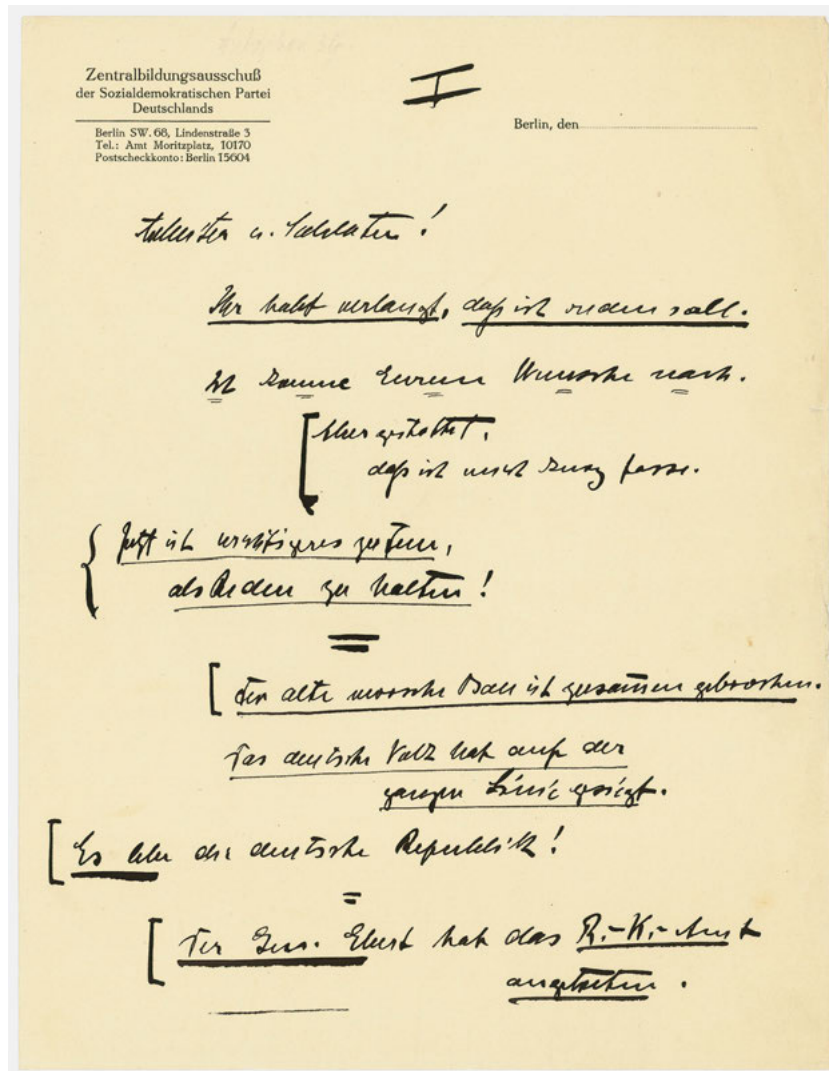 Zentralbildungsausschuß
der Sozialdemokratischen Partei
Deutschlands
Berlin SW. 68, Lindenstraße 3
Tel.: Amt Moritzplatz, 10170
Postscheckkonto: Berlin 15604
I
Berlin, den
Arbeiter u. Soldaten!
Ihr habt verlangt, daß ich reden soll.
Ich komme Eurem Wunsche nach.
Aber gestattet,
daß ich mich kurz fasse.
Jetzt ist wichtigeres zu tun,
als Reden zu halten!
Der alte morsche Bau ist zusammen gebrochen.
Das deutsche Volk hat auf der
ganzen Linie gesiegt.
Es lebe die deutsche Republik!
Der Gen. Ebert hat das R.-K.-Amt
angetreten.